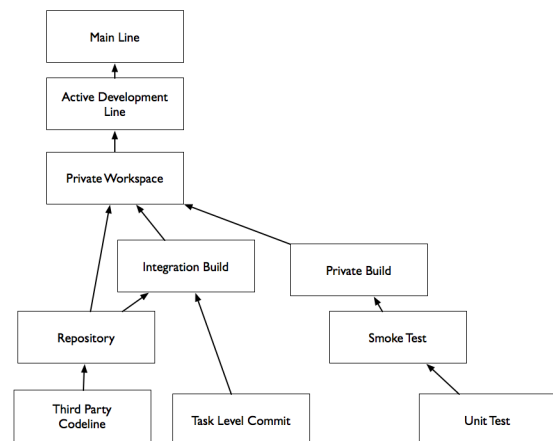 Main Line
Active Development
Line
Private Workspace
Integration Build
Private Build
Repository
Smoke Test
Third Party
Codeline
Task Level Commit
Unit Test